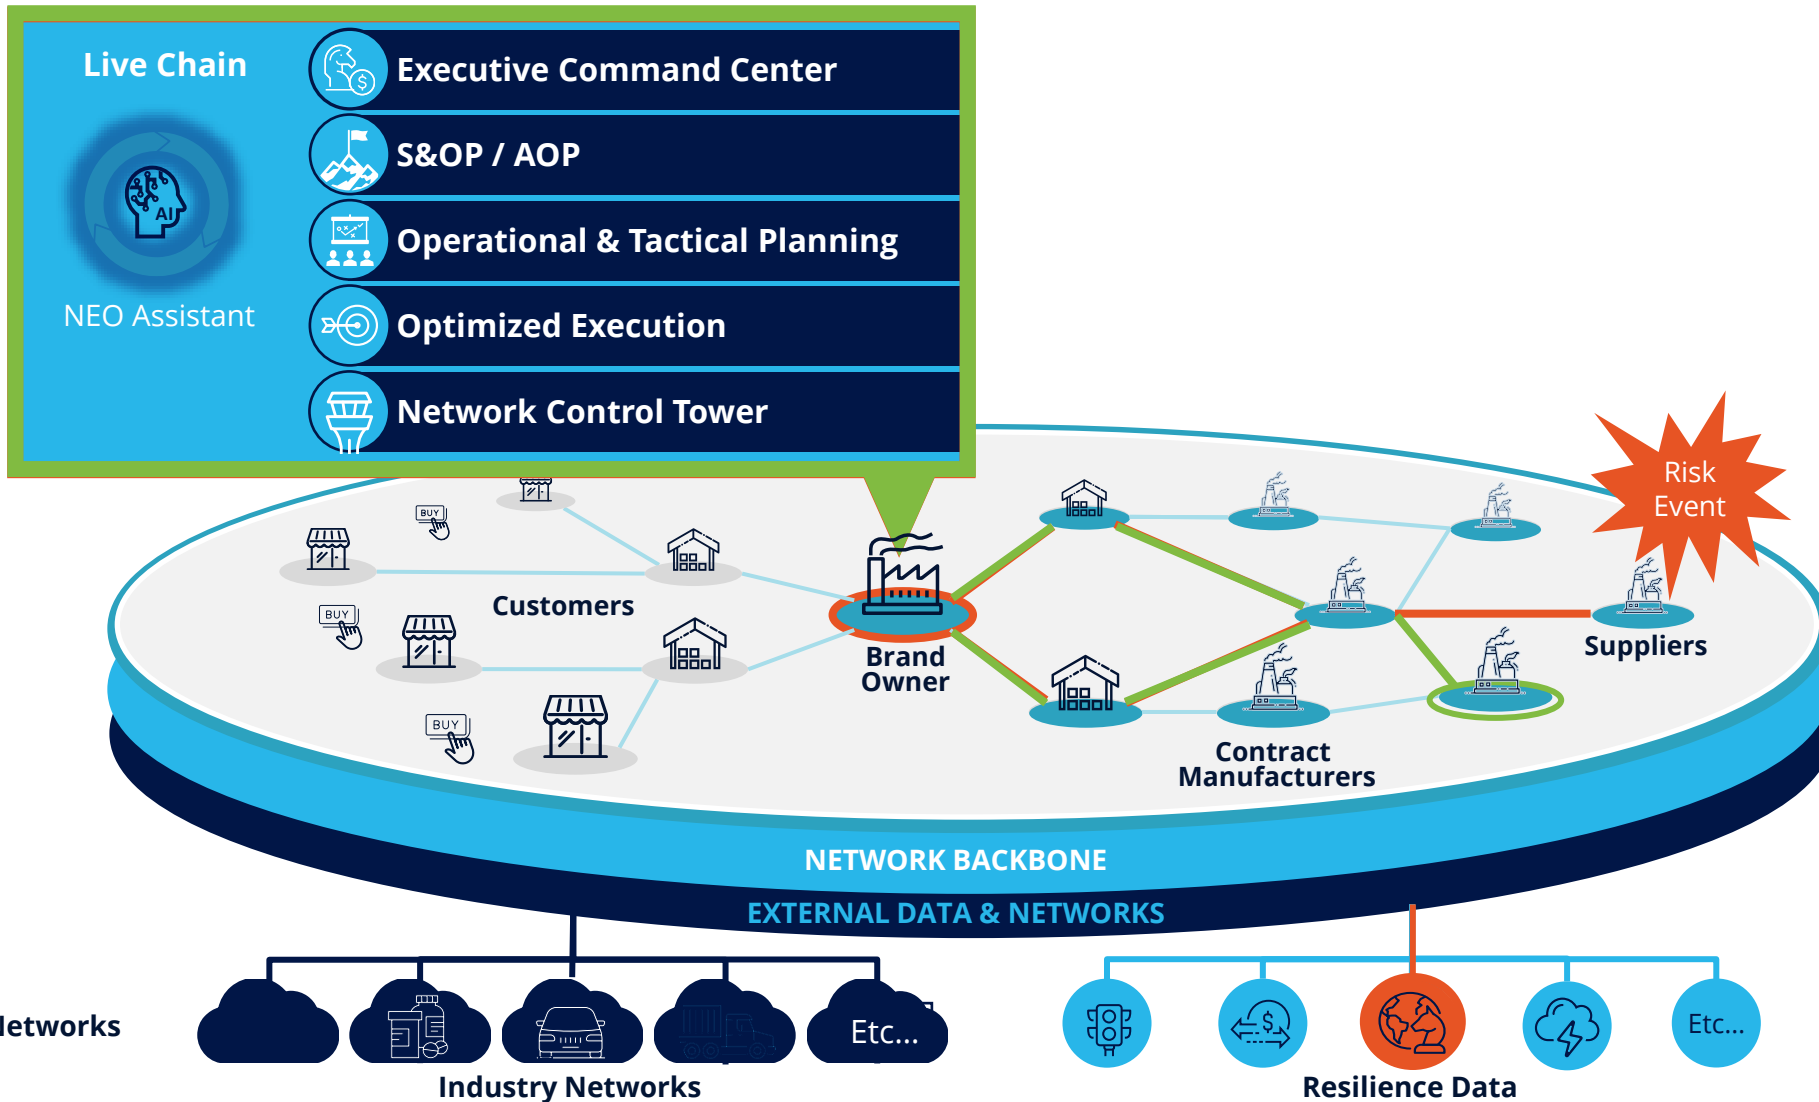 Live Chain
AI
NEO Assistant
Executive Command Center
S&OP / AOP
Operational & Tactical Planning
Optimized Execution
Network Control Tower
Risk
Event
BUY
BUY
BUY
Customers
Brand
Owner
Suppliers
Contract
Manufacturers
NETWORK BACKBONE
EXTERNAL DATA & NETWORKS
$
Etc...
Etc...
Industry Networks
Resilience Data